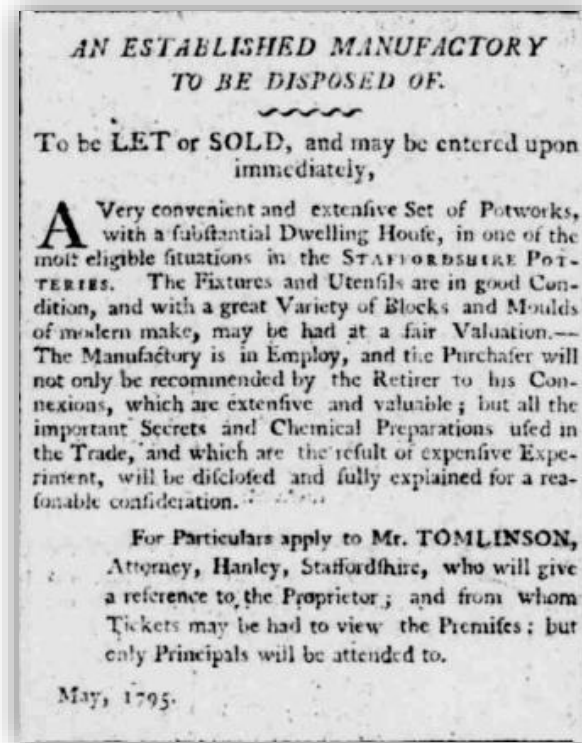 AN ESTABLISHED MANUFACTORY
TO BE DISPOSED OF.
To be LET or SOLD, and may be entered upon
immediately,
A Very convenient and extenſive Set of Potworks,
with a ſubſtantial Dwelling Houſe, in one of the
moſt eligible ſituations in the STAFFORDSHIRE POT-
TERIES. The Fixtures and Utenſils are in good Con-
dition, and with a great Variety of Blocks and Moulds
of modern make, may be had at a fair Valuation.—
The Manufactory is in Employ, and the Purchaſer will
not only be recommended by the Retirer to his Con-
nexions, which are extenſive and valuable; but all the
important Secrets and Chemical Preparations uſed in
the Trade, and which are the reſult of expenſive Expe-
riment, will be diſcloſed and fully explained for a rea-
ſonable conſideration.
For Particulars apply to Mr. TOMLINSON,
Attorney, Hanley, Staffordſhire, who will give
a reference to the Proprietor; and from whom
Tickets may be had to view the Premiſes; but
only Principals will be attended to.
May, 1795.